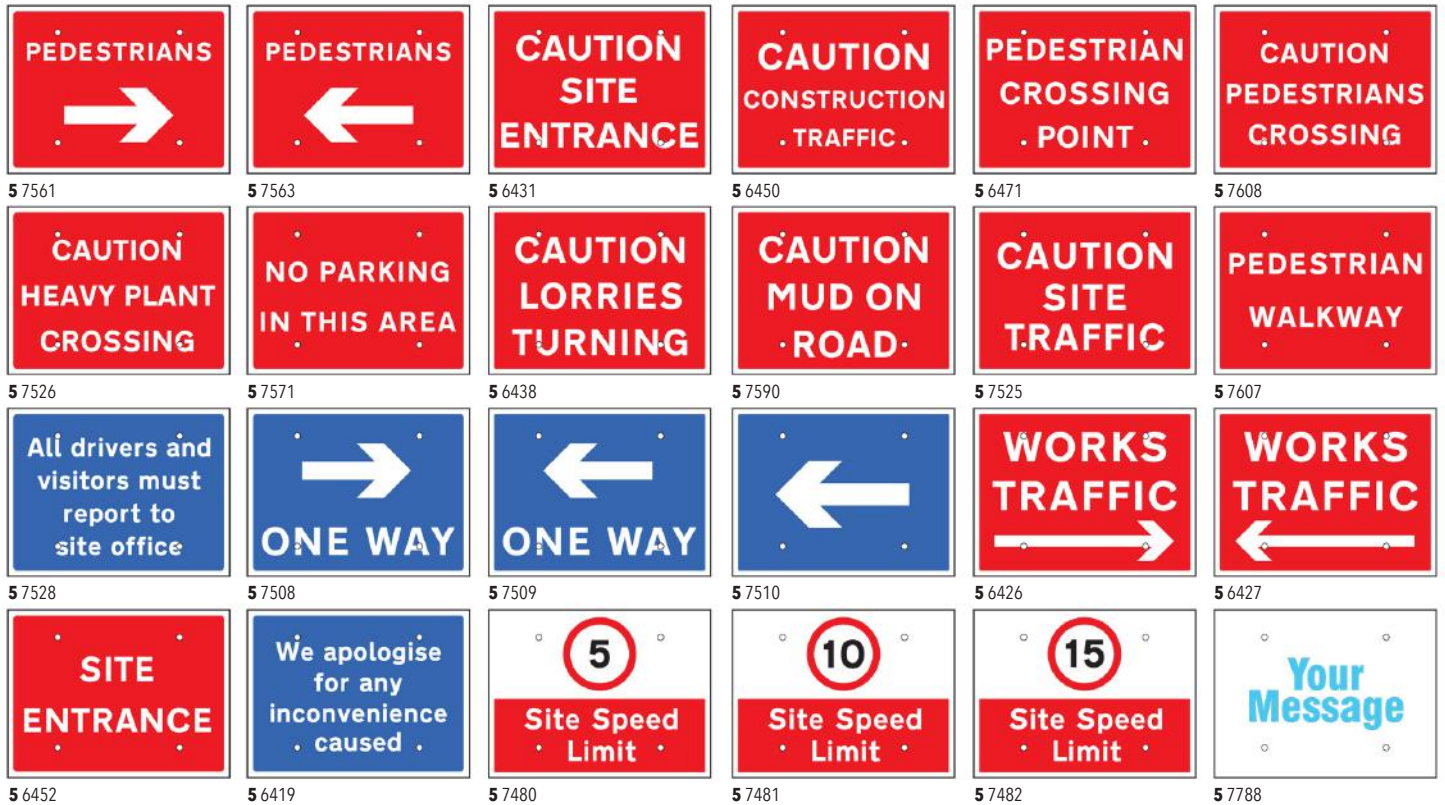 PEDESTRIANS
5 7561
PEDESTRIANS
5 7563
CAUTION
SITE
ENTRANCE
5 6431
CAUTION
CONSTRUCTION
TRAFFIC
5 6450
PEDESTRIAN
CROSSING
POINT
5 6471
CAUTION
PEDESTRIANS
CROSSING
5 7608
CAUTION
HEAVY PLANT
CROSSING
5 7526
NO PARKING
IN THIS AREA
5 7571
CAUTION
LORRIES
TURNING
5 6438
CAUTION
MUD ON
ROAD
5 7590
CAUTION
SITE
TRAFFIC
5 7525
PEDESTRIAN
WALKWAY
5 7607
All drivers and
visitors must
report to
site office
5 7528
ONE WAY
5 7508
ONE WAY
5 7509
5 7510
WORKS
TRAFFIC
5 6426
WORKS
TRAFFIC
5 6427
SITE
ENTRANCE
5 6452
We apologise
for any
inconvenience
caused
5 6419
5
Site Speed
Limit
5 7480
10
Site Speed
Limit
5 7481
15
Site Speed
Limit
5 7482
Your
Message
5 7788